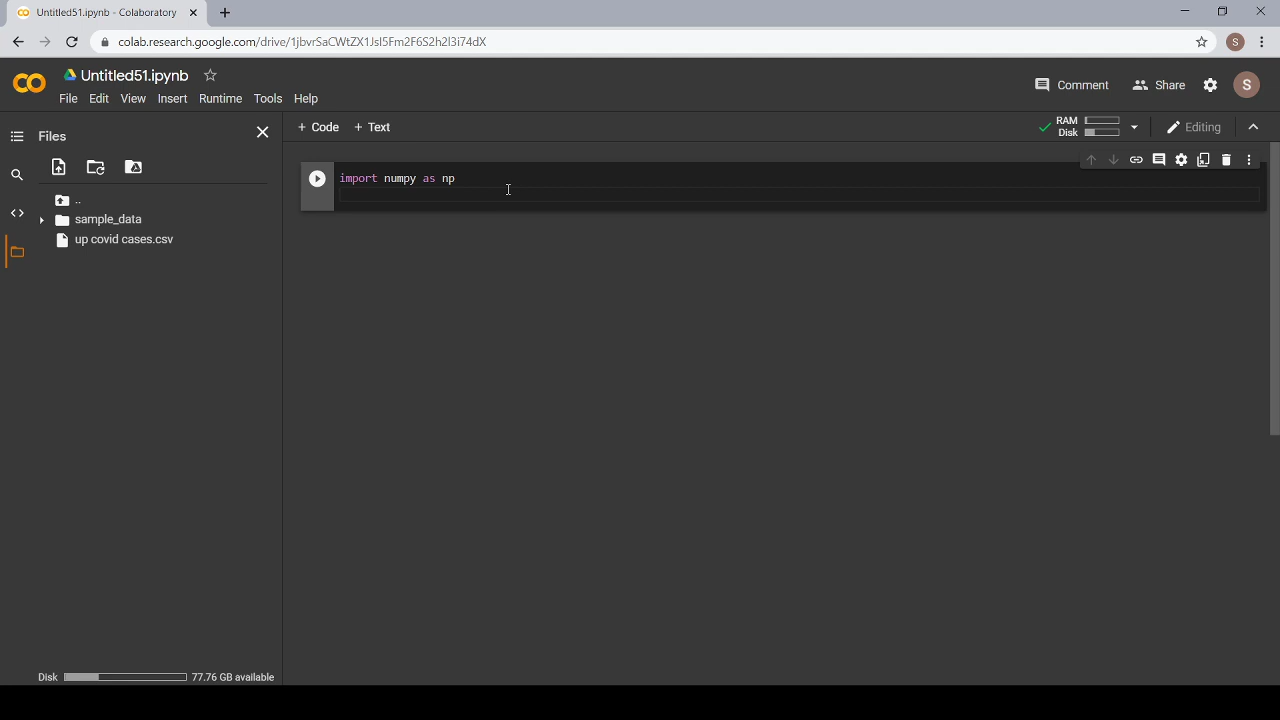 Untitled51.ipynb - Colaboratory
colab.research.google.com/drive/1jbvrSaCWtZX1JsI5Fm2F6S2h2l3i74dX
S
Untitled51.ipynb
File Edit View Insert Runtime Tools Help
Comment Share S
Files
+ Code + Text
RAM
Disk
Editing
..
sample_data
up covid cases.csv
import numpy as np
Disk 77.76 GB available